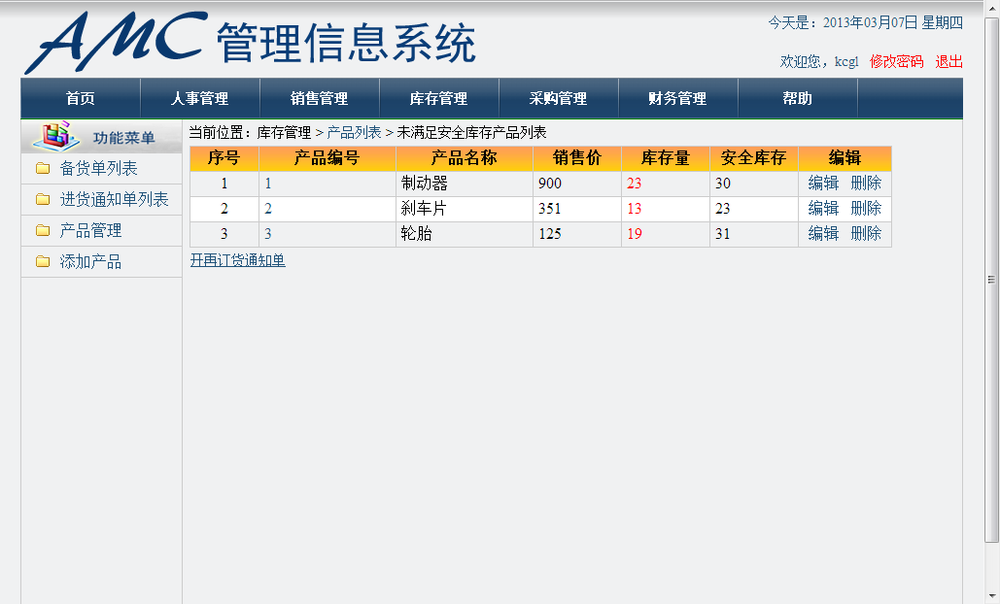 AMC 管理信息系统
今天是：2013年03月07日 星期四
欢迎您，kcgl 修改密码 退出
首页 人事管理 销售管理 库存管理 采购管理 财务管理 帮助
功能菜单
备货单列表
进货通知单列表
产品管理
添加产品
当前位置：库存管理 > 产品列表 > 未满足安全库存产品列表
序号 产品编号 产品名称 销售价 库存量 安全库存 编辑
1 1 制动器 900 23 30 编辑 删除
2 2 刹车片 351 13 23 编辑 删除
3 3 轮胎 125 19 31 编辑 删除
开再订货通知单